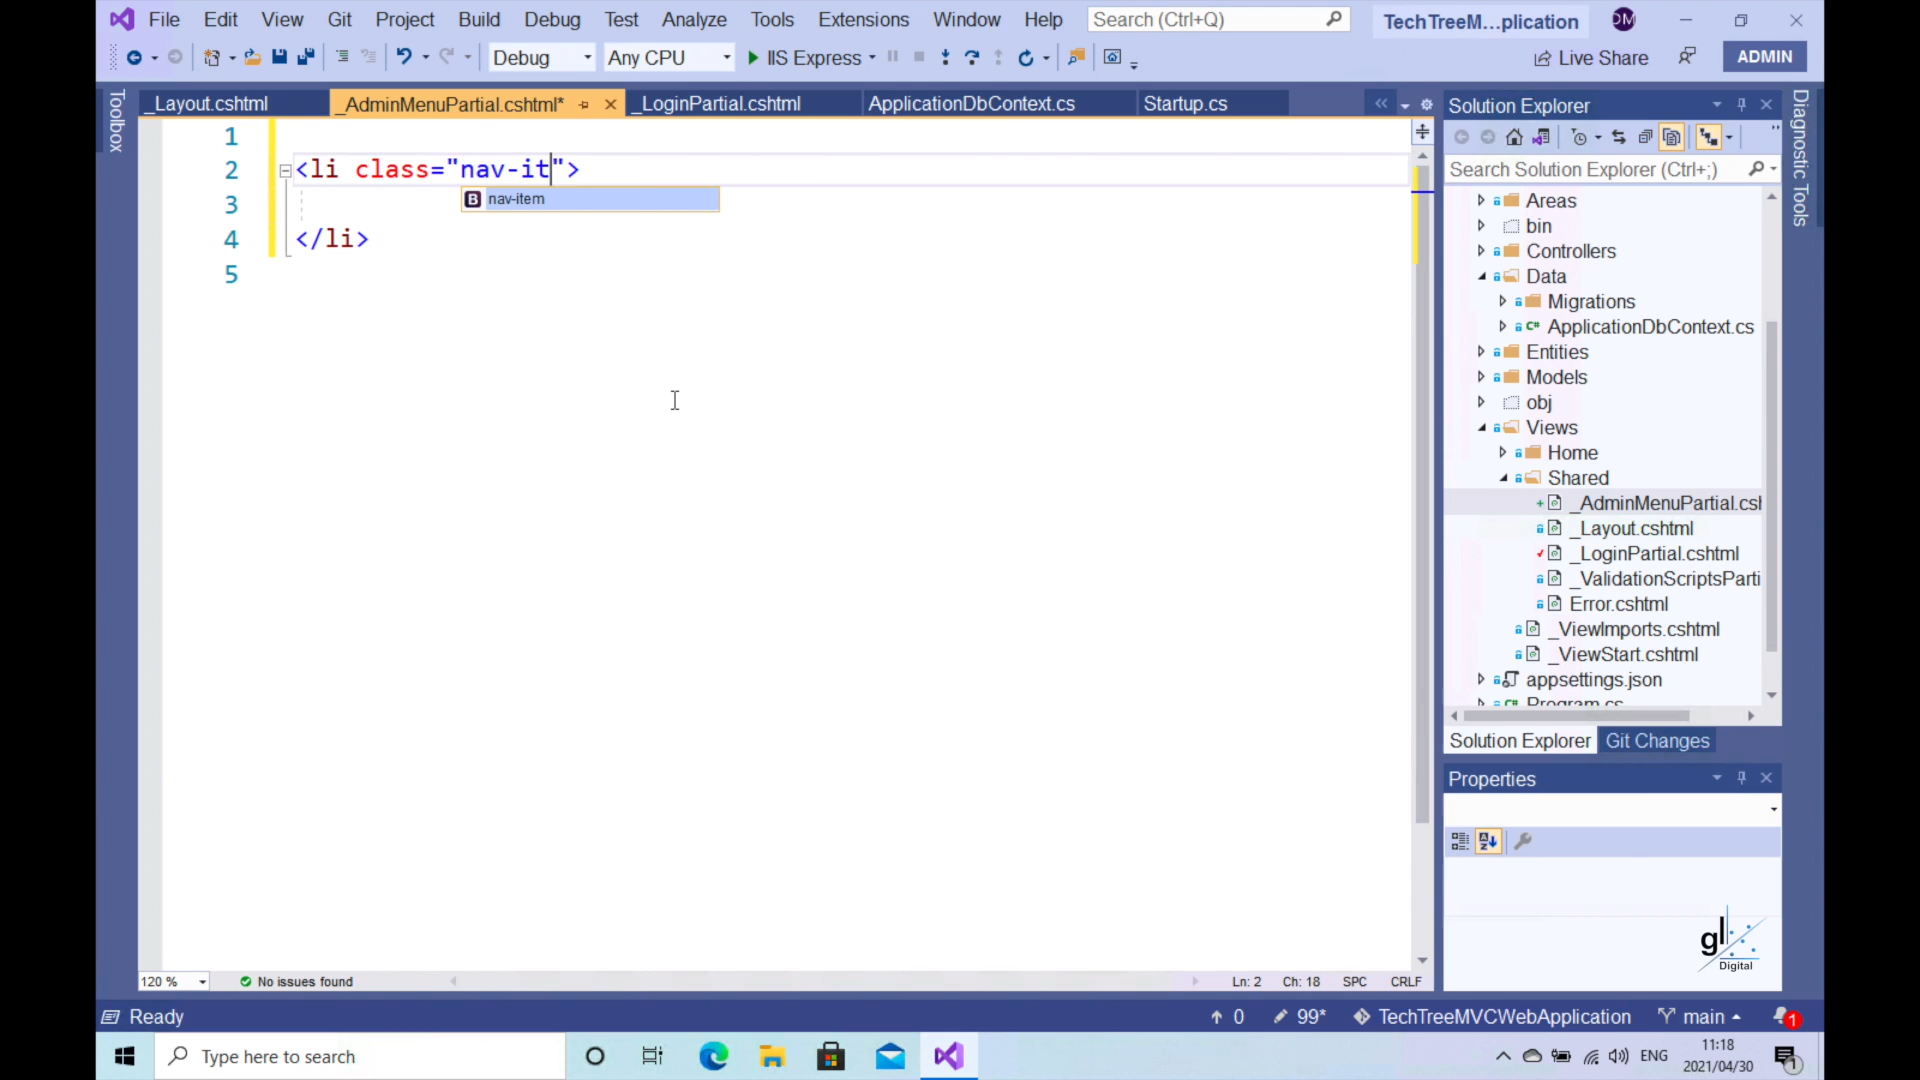 File Edit View Git Project Build Debug Test Analyze Tools Extensions Window Help Search (Ctrl+Q) TechTreeM...plication DM
Debug Any CPU IIS Express Live Share ADMIN
Toolbox
_Layout.cshtml _AdminMenuPartial.cshtml* _LoginPartial.cshtml ApplicationDbContext.cs Startup.cs
1
2 <li class="nav-it">
nav-item
3
4 </li>
5
Solution Explorer
Search Solution Explorer (Ctrl+;)
Areas
bin
Controllers
Data
Migrations
ApplicationDbContext.cs
Entities
Models
obj
Views
Home
Shared
_AdminMenuPartial.csh
_Layout.cshtml
_LoginPartial.cshtml
_ValidationScriptsParti
Error.cshtml
_ViewImports.cshtml
_ViewStart.cshtml
appsettings.json
Program.cs
Solution Explorer Git Changes
Properties
Diagnostic Tools
gl
Digital
120 % No issues found Ln: 2 Ch: 18 SPC CRLF
Ready 0 99* TechTreeMVCWebApplication main 1
Type here to search ENG 11:18
2021/04/30 1